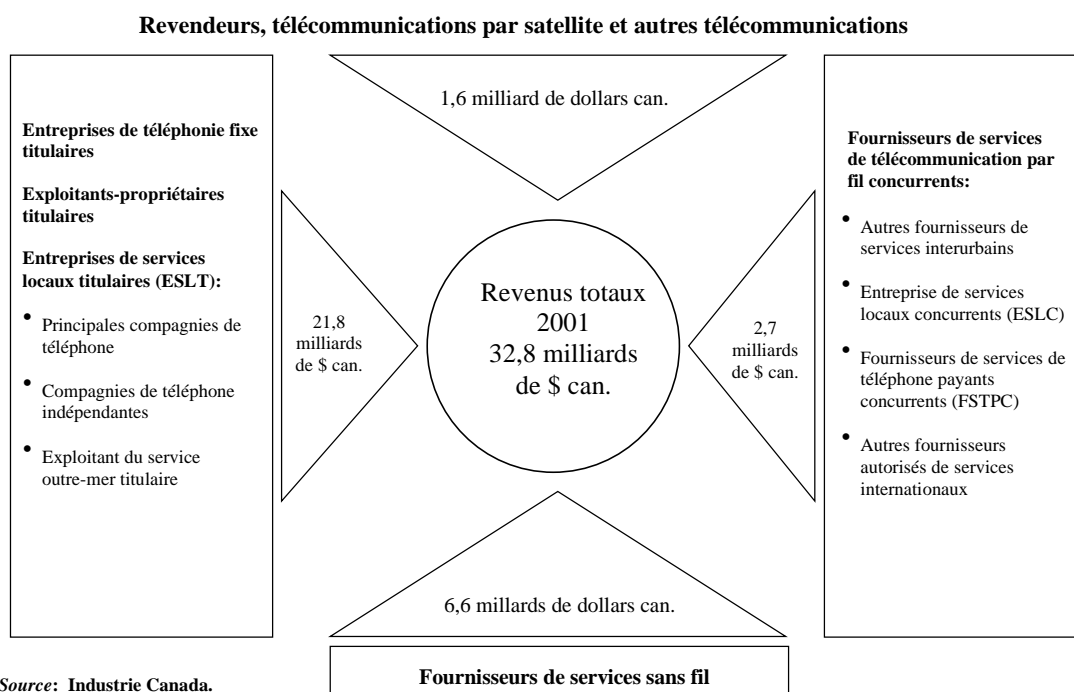 Revendeurs, télécommunications par satellite et autres télécommunications
1,6 milliard de dollars can.
Entreprises de téléphonie fixe
titulaires
Exploitants-propriétaires
titulaires
Entreprises de services
locaux titulaires (ESLT):
• Principales compagnies de
téléphone
• Compagnies de téléphone
indépendantes
• Exploitant du service
outre-mer titulaire
21,8
milliards
de $ can.
Revenus totaux
2001
32,8 milliards
de $ can.
2,7
milliards
de $ can.
Fournisseurs de services
de télécommunication par
fil concurrents:
• Autres fournisseurs de
services interurbains
• Entreprise de services
locaux concurrents (ESLC)
• Fournisseurs de services de
téléphone payants
concurrents (FSTPC)
• Autres fournisseurs
autorisés de services
internationaux
6,6 millards de dollars can.
Fournisseurs de services sans fil
Source: Industrie Canada.